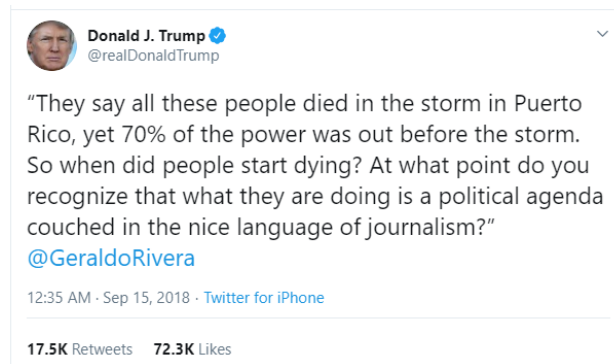 Donald J. Trump
@realDonaldTrump
“They say all these people died in the storm in Puerto
Rico, yet 70% of the power was out before the storm.
So when did people start dying? At what point do you
recognize that what they are doing is a political agenda
couched in the nice language of journalism?”
@GeraldoRivera
12:35 AM · Sep 15, 2018 · Twitter for iPhone
17.5K Retweets 72.3K Likes